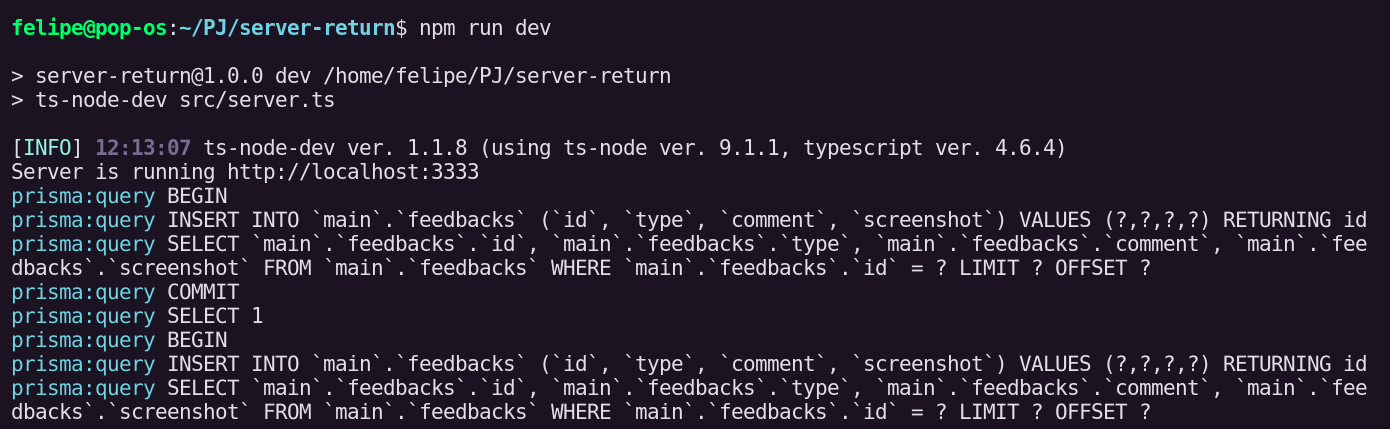 felipe@pop-os:~/PJ/server-return$ npm run dev
> server-return@1.0.0 dev /home/felipe/PJ/server-return
> ts-node-dev src/server.ts
[INFO] 12:13:07 ts-node-dev ver. 1.1.8 (using ts-node ver. 9.1.1, typescript ver. 4.6.4)
Server is running http://localhost:3333
prisma:query BEGIN
prisma:query INSERT INTO `main`.`feedbacks` (`id`, `type`, `comment`, `screenshot`) VALUES (?,?,?,?) RETURNING id
prisma:query SELECT `main`.`feedbacks`.`id`, `main`.`feedbacks`.`type`, `main`.`feedbacks`.`comment`, `main`.`fee
dbacks`.`screenshot` FROM `main`.`feedbacks` WHERE `main`.`feedbacks`.`id` = ? LIMIT ? OFFSET ?
prisma:query COMMIT
prisma:query SELECT 1
prisma:query BEGIN
prisma:query INSERT INTO `main`.`feedbacks` (`id`, `type`, `comment`, `screenshot`) VALUES (?,?,?,?) RETURNING id
prisma:query SELECT `main`.`feedbacks`.`id`, `main`.`feedbacks`.`type`, `main`.`feedbacks`.`comment`, `main`.`fee
dbacks`.`screenshot` FROM `main`.`feedbacks` WHERE `main`.`feedbacks`.`id` = ? LIMIT ? OFFSET ?